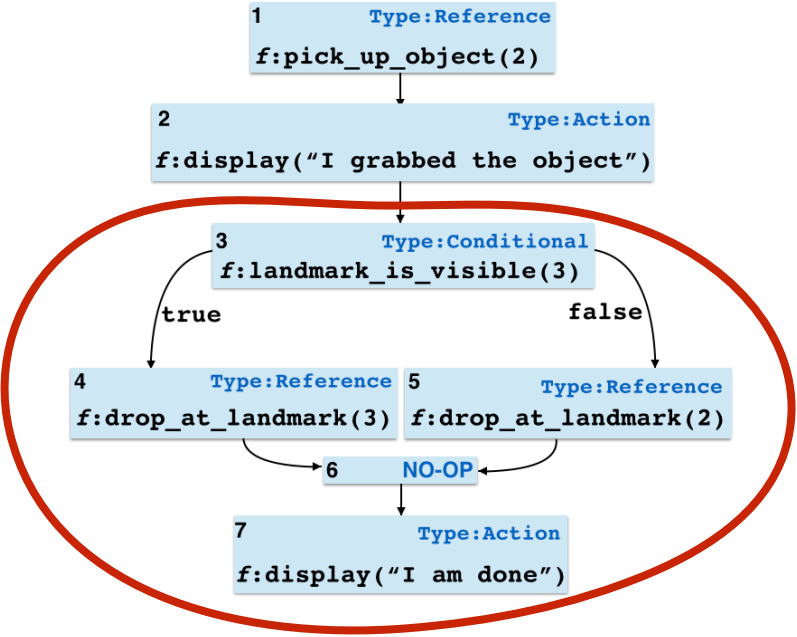 1 Type:Reference
f:pick_up_object(2)
2 Type:Action
f:display(“I grabbed the object”)
3 Type:Conditional
f:landmark_is_visible(3)
true
false
4 Type:Reference
f:drop_at_landmark(3)
5 Type:Reference
f:drop_at_landmark(2)
6 NO-OP
7 Type:Action
f:display(“I am done”)